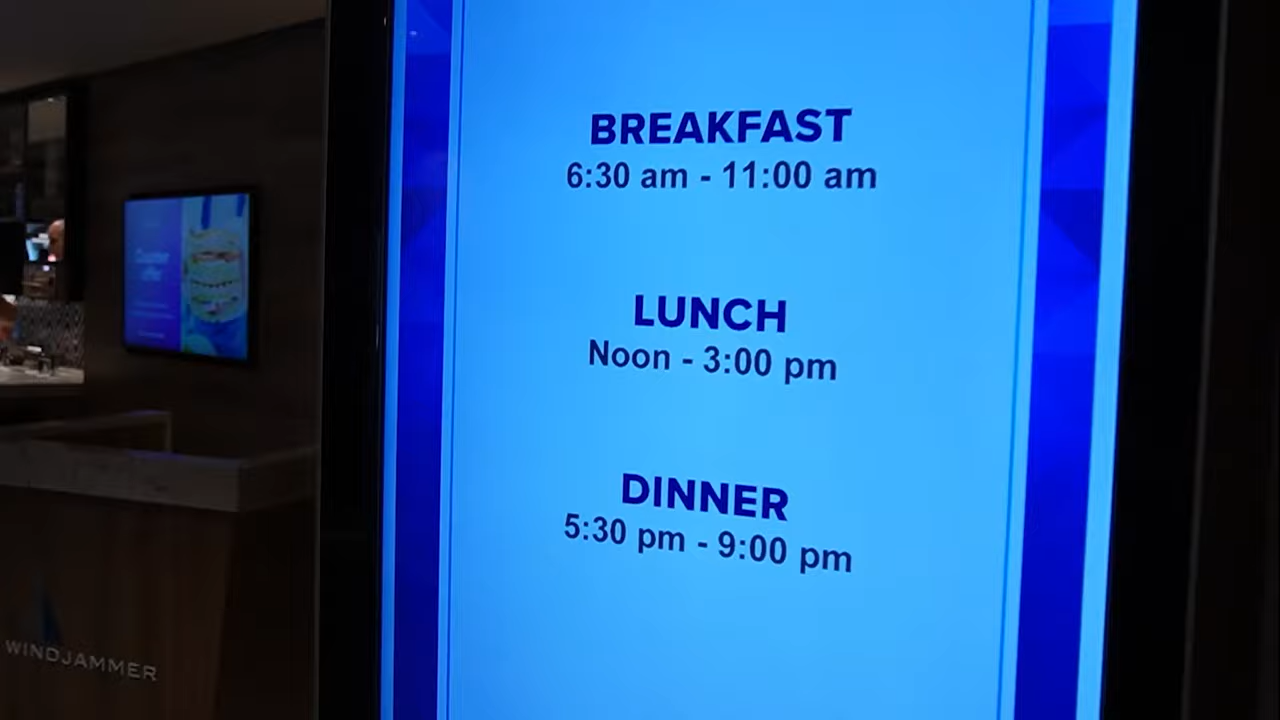 BREAKFAST
6:30 am - 11:00 am
LUNCH
Noon - 3:00 pm
DINNER
5:30 pm - 9:00 pm
WINDJAMMER